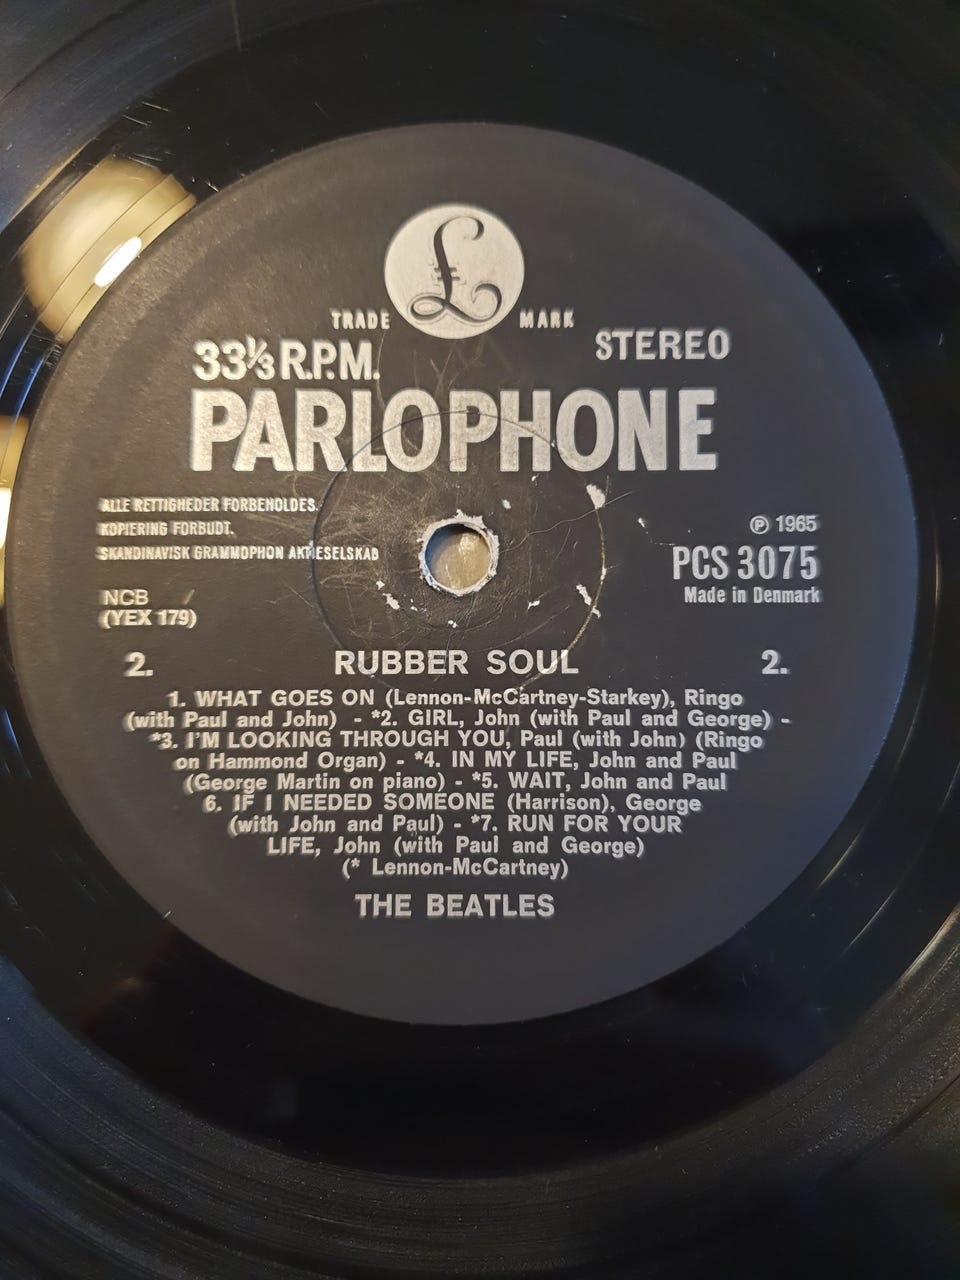 £
TRADE MARK
33⅓ R.P.M. STEREO
PARLOPHONE
ALLE RETTIGHEDER FORBEHOLDES.
KOPIERING FORBUDT.
SKANDINAVISK GRAMMOPHON AKTIESELSKAB
℗ 1965
PCS 3075
Made in Denmark
NCB
(YEX 179)
2. RUBBER SOUL 2.
1. WHAT GOES ON (Lennon-McCartney-Starkey), Ringo
(with Paul and John) - *2. GIRL, John (with Paul and George) -
*3. I'M LOOKING THROUGH YOU, Paul (with John) (Ringo
on Hammond Organ) - *4. IN MY LIFE, John and Paul
(George Martin on piano) - *5. WAIT, John and Paul
6. IF I NEEDED SOMEONE (Harrison), George
(with John and Paul) - *7. RUN FOR YOUR
LIFE, John (with Paul and George)
(* Lennon-McCartney)
THE BEATLES